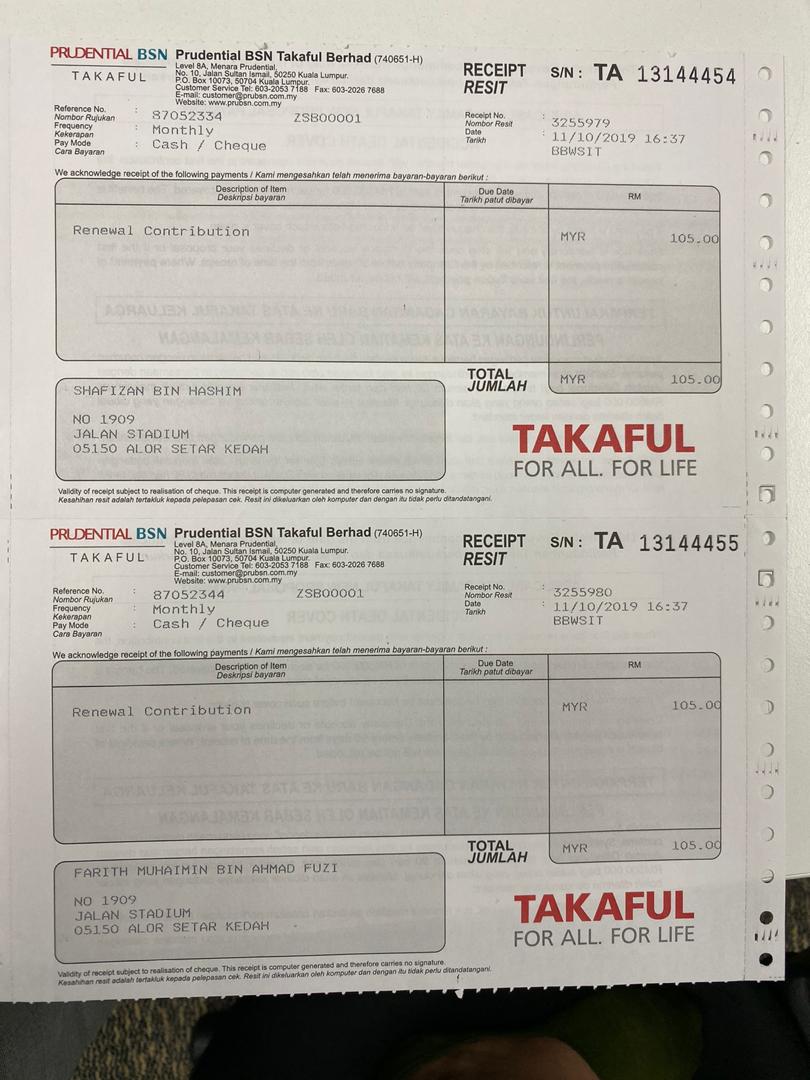 PRUDENTIAL BSN
TAKAFUL
Prudential BSN Takaful Berhad (740651-H)
Level 8A, Menara Prudential,
No. 10, Jalan Sultan Ismail, 50250 Kuala Lumpur.
P.O. Box 10073, 50704 Kuala Lumpur.
Customer Service Tel: 603-2053 7188 Fax: 603-2026 7688
E-mail: customer@prubsn.com.my
Website: www.prubsn.com.my
RECEIPT
RESIT
S/N : TA 13144454
Reference No.
Nombor Rujukan : 87052334 ZSB00001
Frequency
Kekerapan : Monthly
Pay Mode
Cara Bayaran : Cash / Cheque
Receipt No.
Nombor Resit : 3255979
Date
Tarikh : 11/10/2019 16:37
BBWSIT
We acknowledge receipt of the following payments / Kami mengesahkan telah menerima bayaran-bayaran berikut :
Description of Item
Deskripsi bayaran
Due Date
Tarikh patut dibayar
RM
Renewal Contribution MYR 105.00
TOTAL
JUMLAH
MYR 105.00
SHAFIZAN BIN HASHIM
NO 1909
JALAN STADIUM
05150 ALOR SETAR KEDAH
TAKAFUL
FOR ALL. FOR LIFE
Validity of receipt subject to realisation of cheque. This receipt is computer generated and therefore carries no signature.
Kesahihan resit adalah tertakluk kepada pelepasan cek. Resit ini dikeluarkan oleh komputer dan dengan itu tidak perlu ditandatangani.
PRUDENTIAL BSN
TAKAFUL
Prudential BSN Takaful Berhad (740651-H)
Level 8A, Menara Prudential,
No. 10, Jalan Sultan Ismail, 50250 Kuala Lumpur.
P.O. Box 10073, 50704 Kuala Lumpur.
Customer Service Tel: 603-2053 7188 Fax: 603-2026 7688
E-mail: customer@prubsn.com.my
Website: www.prubsn.com.my
RECEIPT
RESIT
S/N : TA 13144455
Reference No.
Nombor Rujukan : 87052344 ZSB00001
Frequency
Kekerapan : Monthly
Pay Mode
Cara Bayaran : Cash / Cheque
Receipt No.
Nombor Resit : 3255980
Date
Tarikh : 11/10/2019 16:37
BBWSIT
We acknowledge receipt of the following payments / Kami mengesahkan telah menerima bayaran-bayaran berikut :
Description of Item
Deskripsi bayaran
Due Date
Tarikh patut dibayar
RM
Renewal Contribution MYR 105.00
TOTAL
JUMLAH
MYR 105.00
FARITH MUHAIMIN BIN AHMAD FUZI
NO 1909
JALAN STADIUM
05150 ALOR SETAR KEDAH
TAKAFUL
FOR ALL. FOR LIFE
Validity of receipt subject to realisation of cheque. This receipt is computer generated and therefore carries no signature.
Kesahihan resit adalah tertakluk kepada pelepasan cek. Resit ini dikeluarkan oleh komputer dan dengan itu tidak perlu ditandatangani.